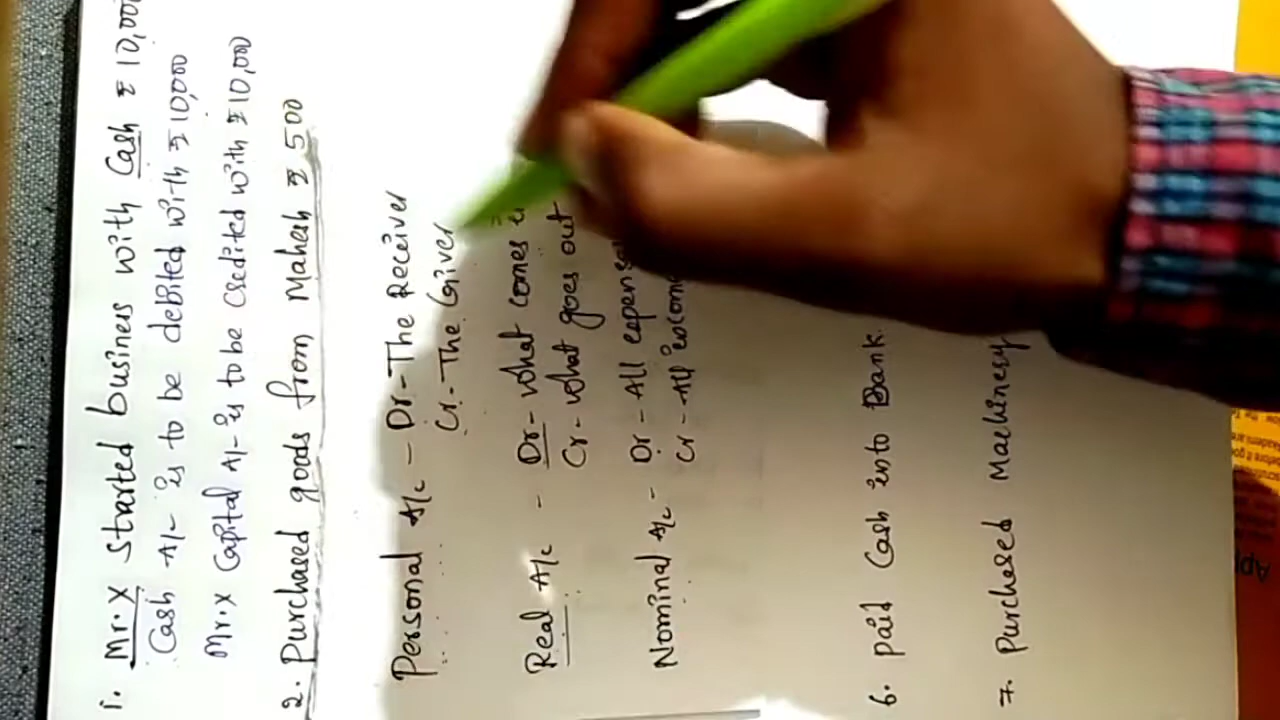 1. Mr.X started business with Cash ₹10,000
Cash A/- is to be debited with ₹10,000
Mr.X Capital A/- is to be credited with ₹10,000
2. Purchased goods from Mahesh ₹500
Personal A/c - Dr - The Receiver
Cr. - The Giver
Real A/c - Dr - what comes
Cr - what goes out
Nominal A/c - Dr - All
Cr - All
6. paid Cash into Bank
7. Purchased Machinery